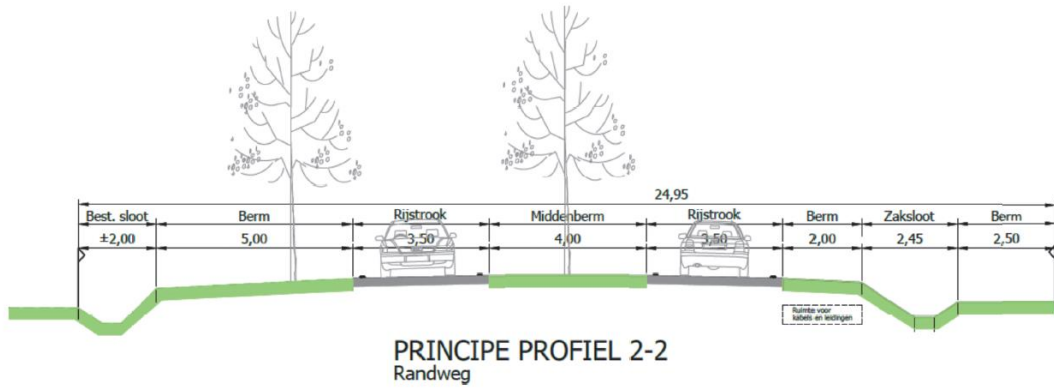 24,95
Best. sloot Berm Rijstrook Middenberm Rijstrook Berm Zaksloot Berm
±2,00 5,00 3,50 4,00 3,50 2,00 2,45 2,50
Ruimte voor
kabels en leidingen
PRINCIPE PROFIEL 2-2
Randweg